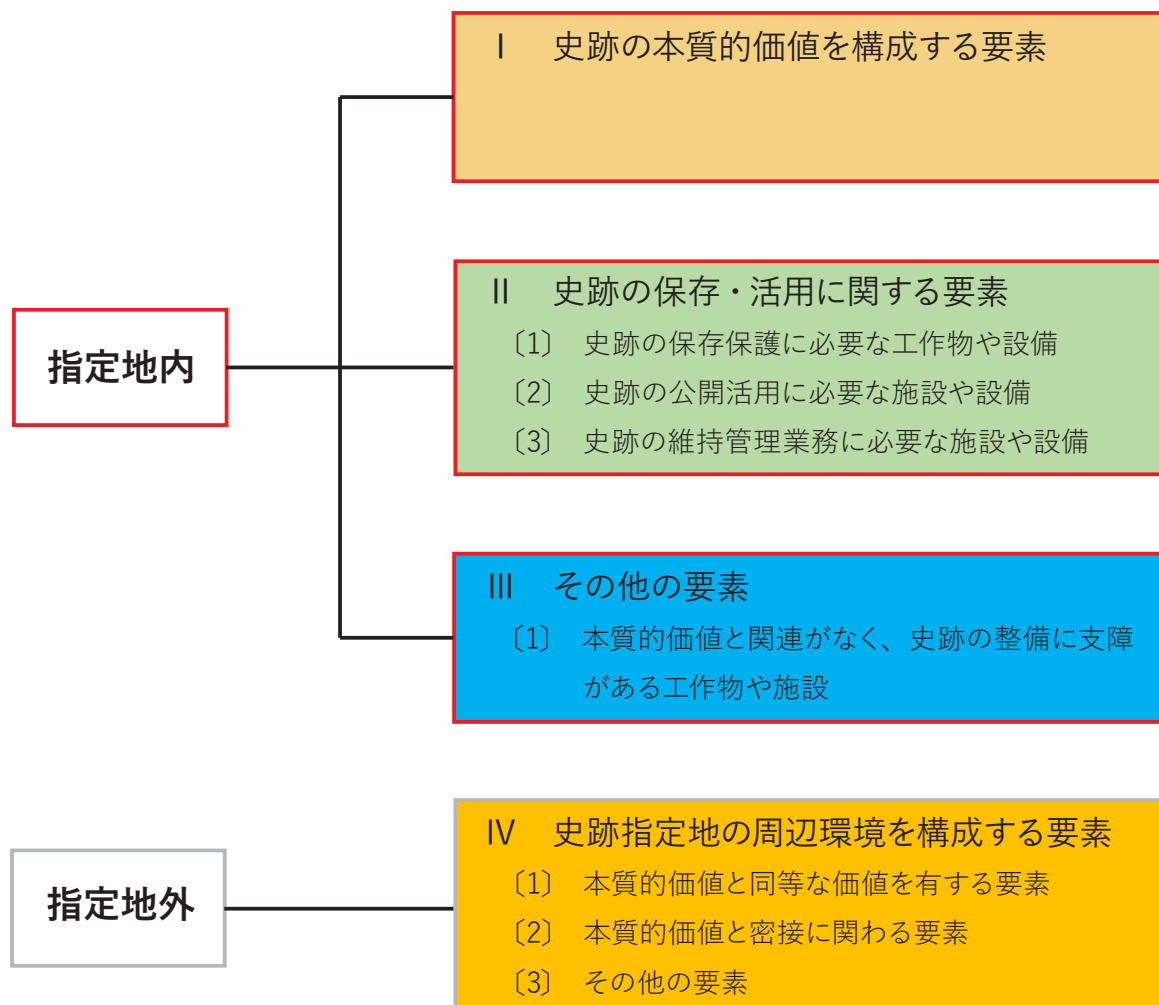 Ⅰ 史跡の本質的価値を構成する要素
指定地内
Ⅱ 史跡の保存・活用に関する要素
〔1〕 史跡の保存保護に必要な工作物や設備
〔2〕 史跡の公開活用に必要な施設や設備
〔3〕 史跡の維持管理業務に必要な施設や設備
Ⅲ その他の要素
〔1〕 本質的価値と関連がなく、史跡の整備に支障
がある工作物や施設
指定地外
Ⅳ 史跡指定地の周辺環境を構成する要素
〔1〕 本質的価値と同等な価値を有する要素
〔2〕 本質的価値と密接に関わる要素
〔3〕 その他の要素